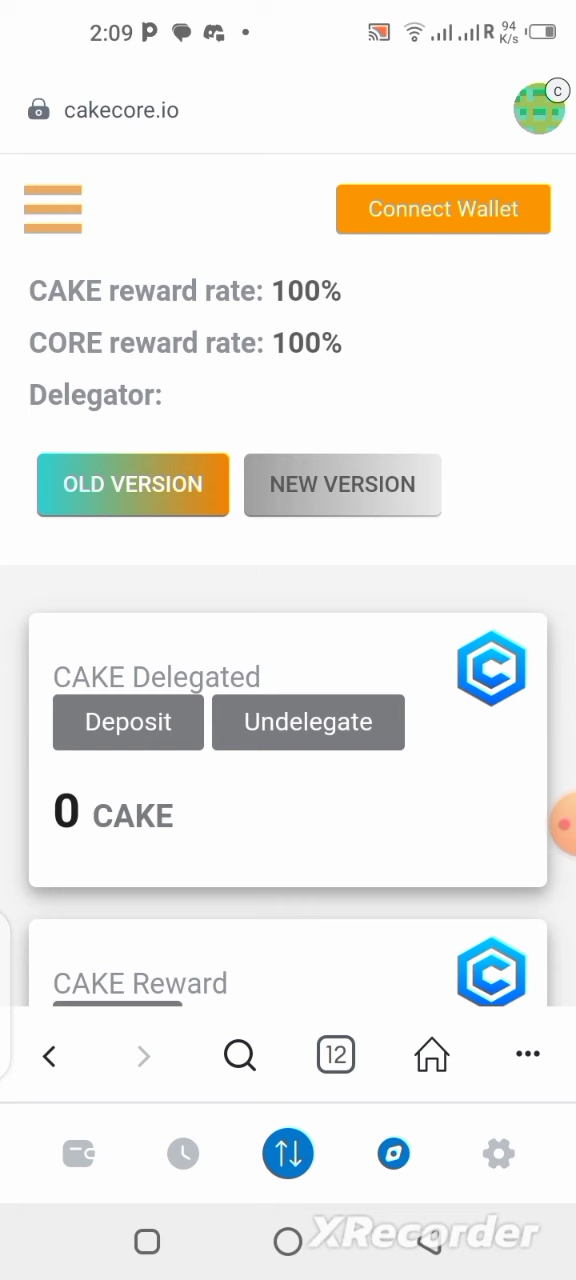 2:09 R 94 K/s
cakecore.io C
Connect Wallet
CAKE reward rate: 100%
CORE reward rate: 100%
Delegator:
OLD VERSION NEW VERSION
CAKE Delegated
Deposit Undelegate
0 CAKE
CAKE Reward
12
XRecorder